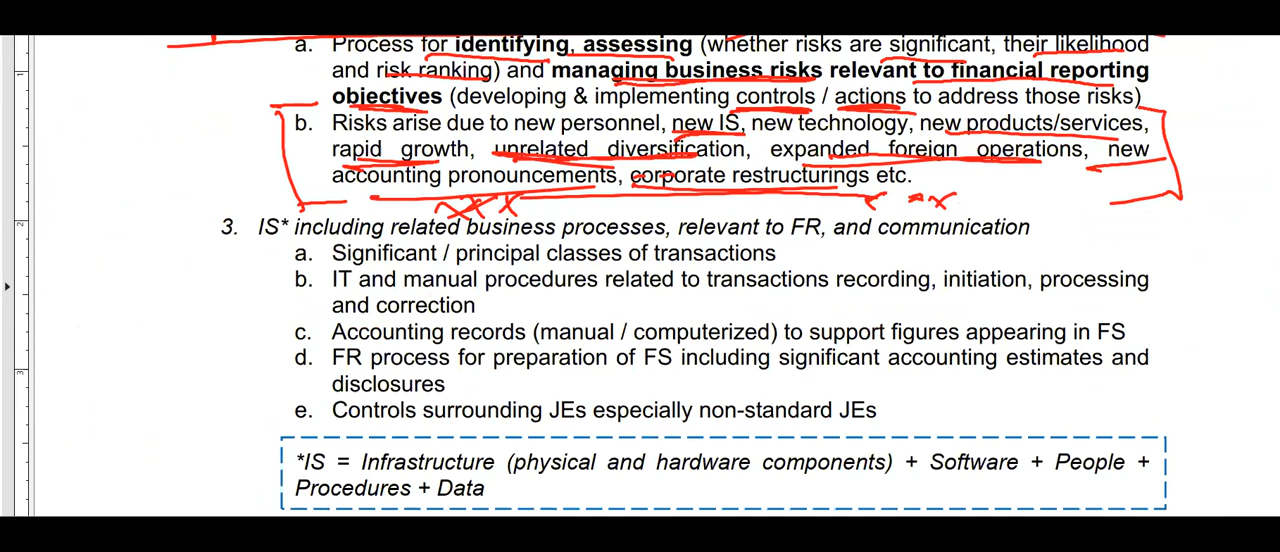 a. Process for identifying, assessing (whether risks are significant, their likelihood
and risk ranking) and managing business risks relevant to financial reporting
objectives (developing & implementing controls / actions to address those risks)
b. Risks arise due to new personnel, new IS, new technology, new products/services,
rapid growth, unrelated diversification, expanded foreign operations, new
accounting pronouncements, corporate restructurings etc.
3. IS* including related business processes, relevant to FR, and communication
a. Significant / principal classes of transactions
b. IT and manual procedures related to transactions recording, initiation, processing
and correction
c. Accounting records (manual / computerized) to support figures appearing in FS
d. FR process for preparation of FS including significant accounting estimates and
disclosures
e. Controls surrounding JEs especially non-standard JEs
*IS = Infrastructure (physical and hardware components) + Software + People +
Procedures + Data
1
2
3